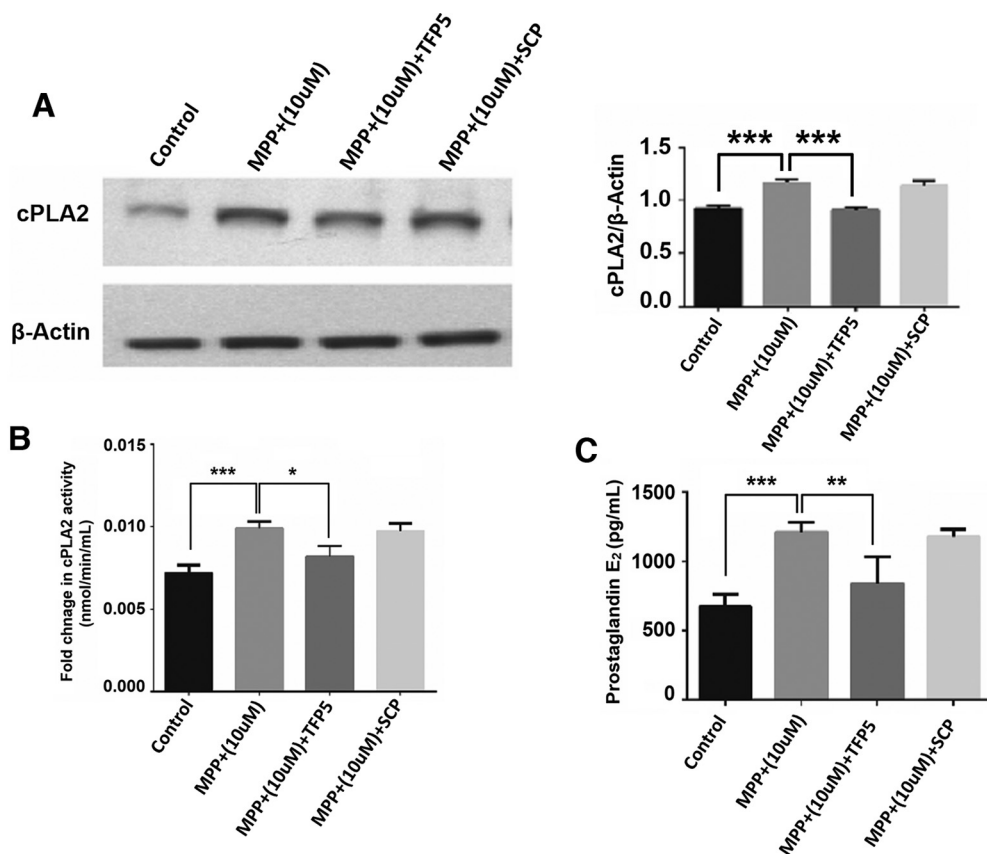 A
Control
MPP+(10uM)
MPP+(10uM)+TFP5
MPP+(10uM)+SCP
cPLA2
β-Actin
*** ***
cPLA2/β-Actin
1.5
1.0
0.5
0.0
Control
MPP+(10uM)
MPP+(10uM)+TFP5
MPP+(10uM)+SCP
B
Fold chnage in cPLA2 activity
(nmol/min/mL)
0.015
0.010
0.005
0.000
*** *
Control
MPP+(10uM)
MPP+(10uM)+TFP5
MPP+(10uM)+SCP
C
Prostaglandin E₂ (pg/mL)
1500
1000
500
0
*** **
Control
MPP+(10uM)
MPP+(10uM)+TFP5
MPP+(10uM)+SCP